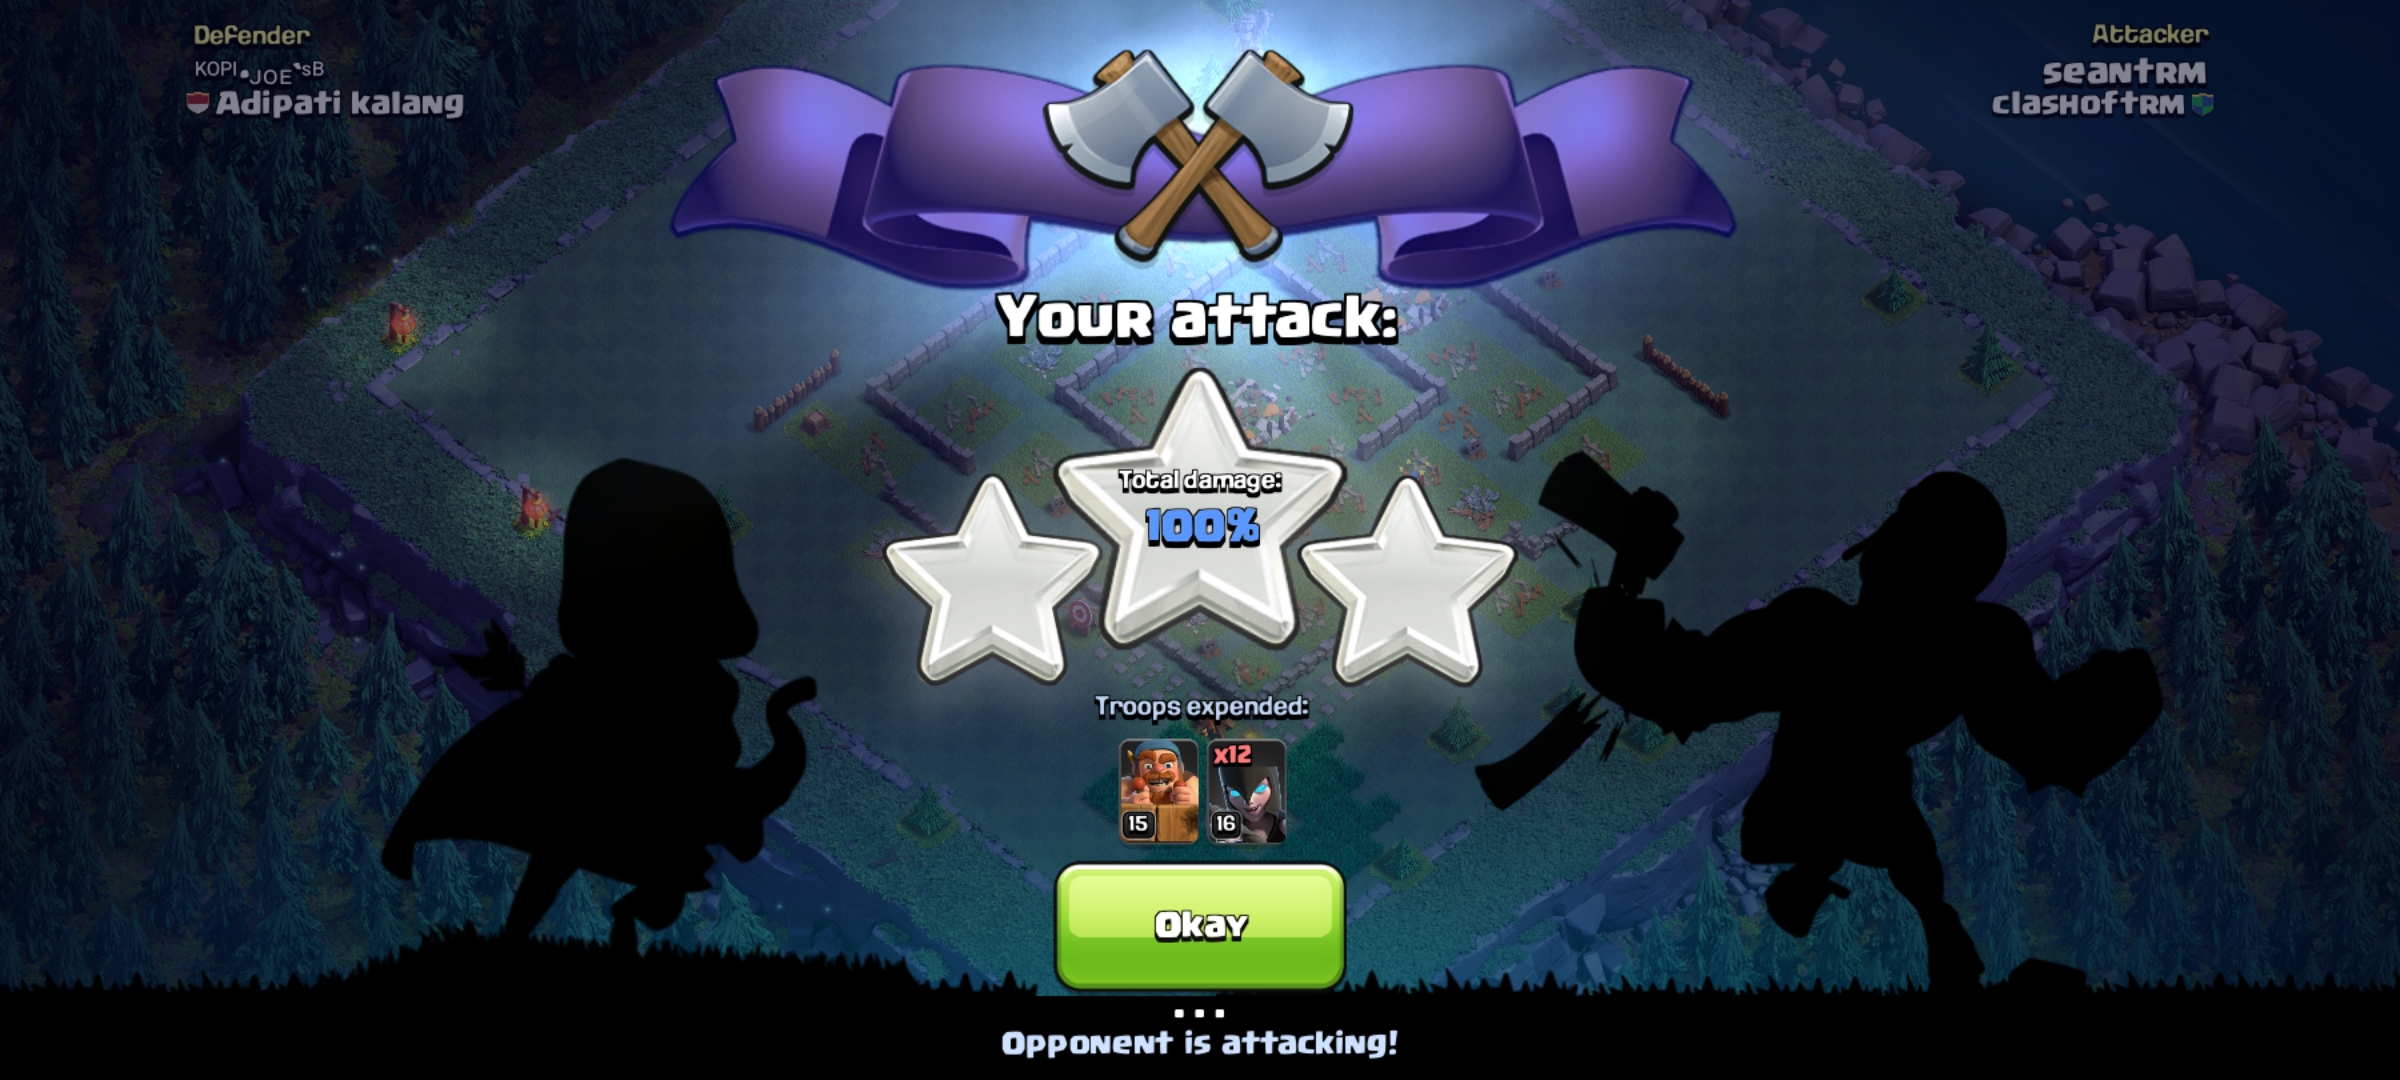 Defender
KOPI•JOE`sB
Adipati kalang
Attacker
seantRM
clashoftRM
Your attack:
Total damage:
100%
Troops expended:
x12
15
16
Okay
...
Opponent is attacking!